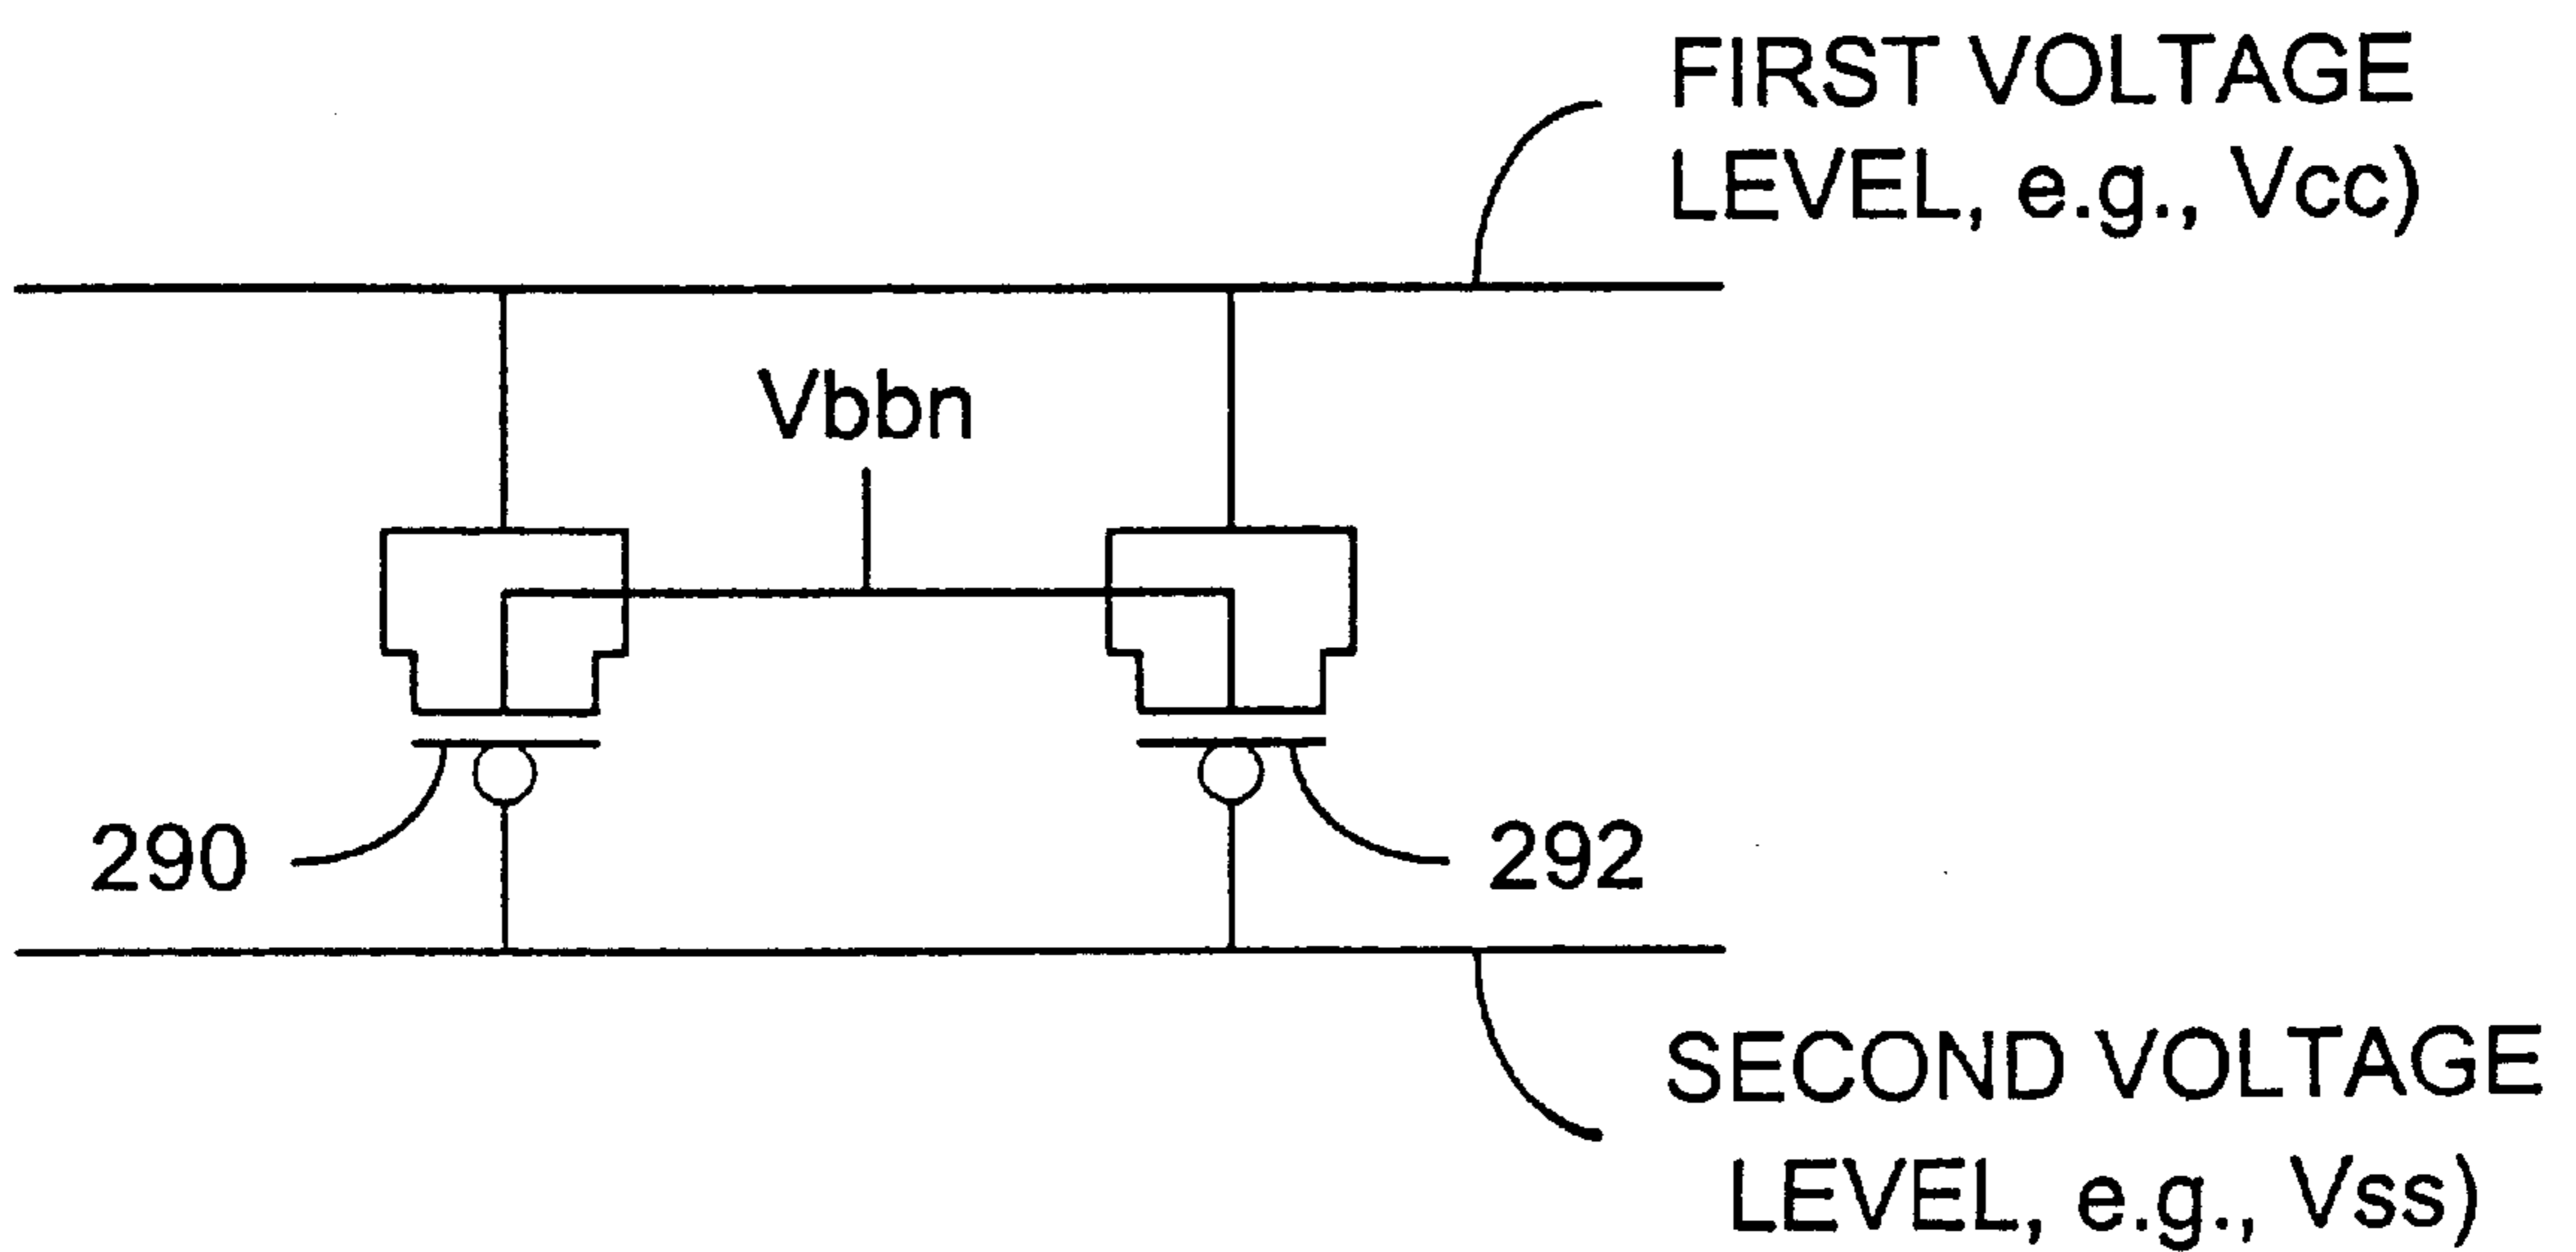 FIRST VOLTAGE
LEVEL, e.g., Vcc)
Vbbn
290
292
SECOND VOLTAGE
LEVEL, e.g., Vss)